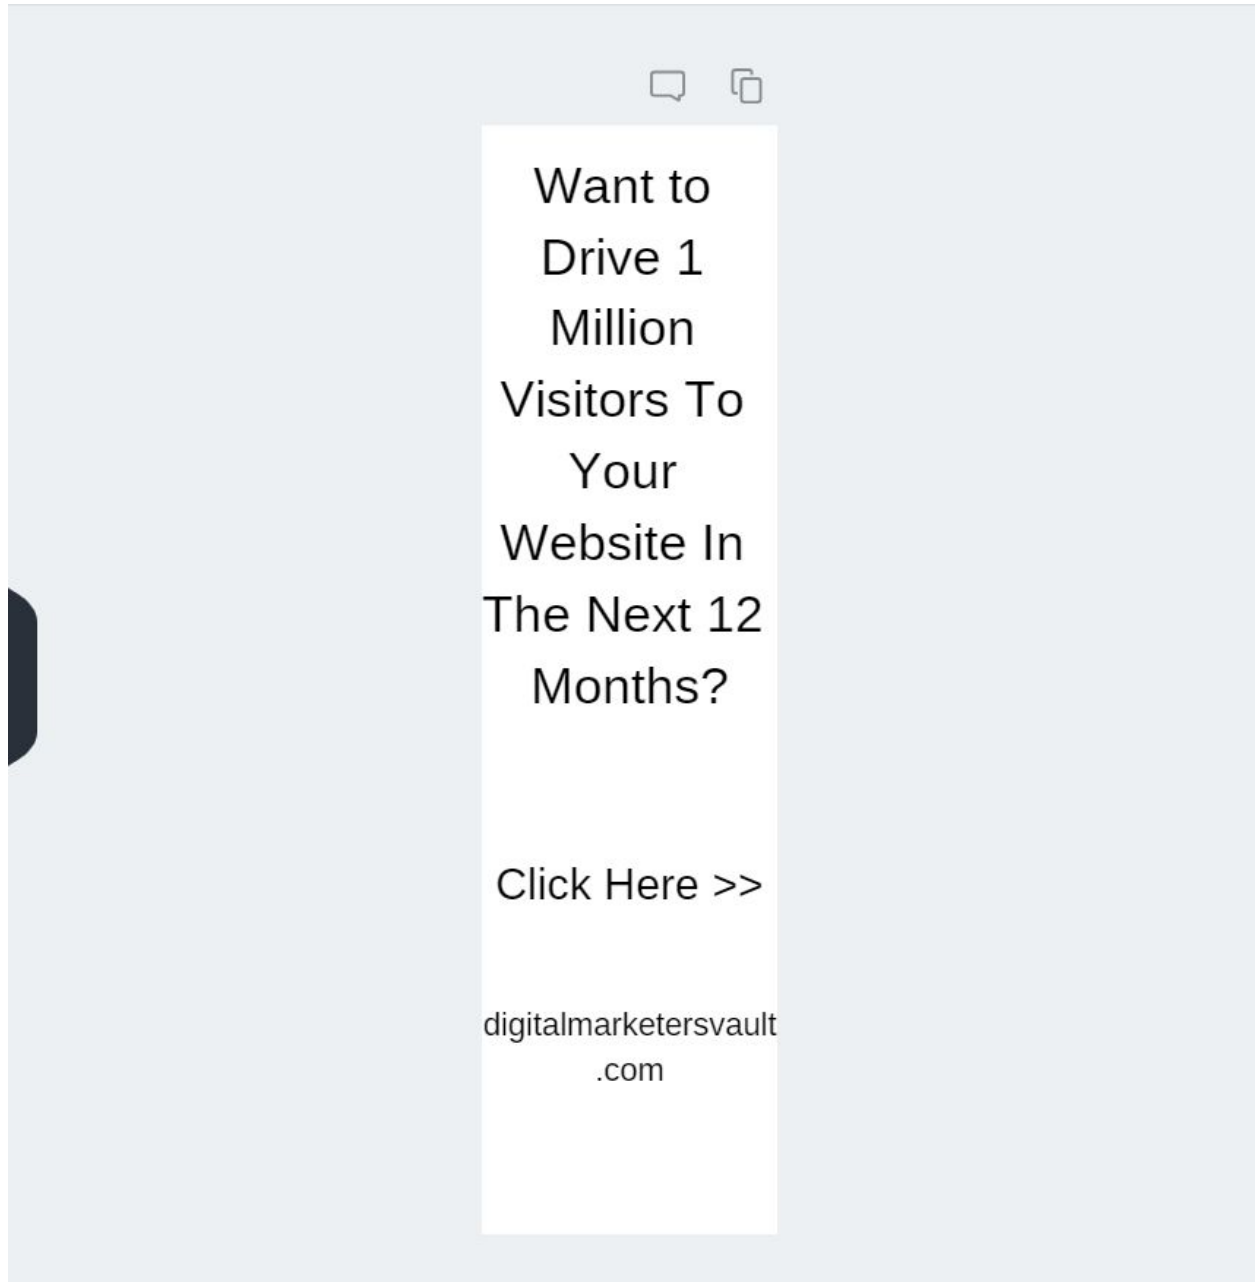 Want to
Drive 1
Million
Visitors To
Your
Website In
The Next 12
Months?
Click Here >>
digitalmarketersvault
.com